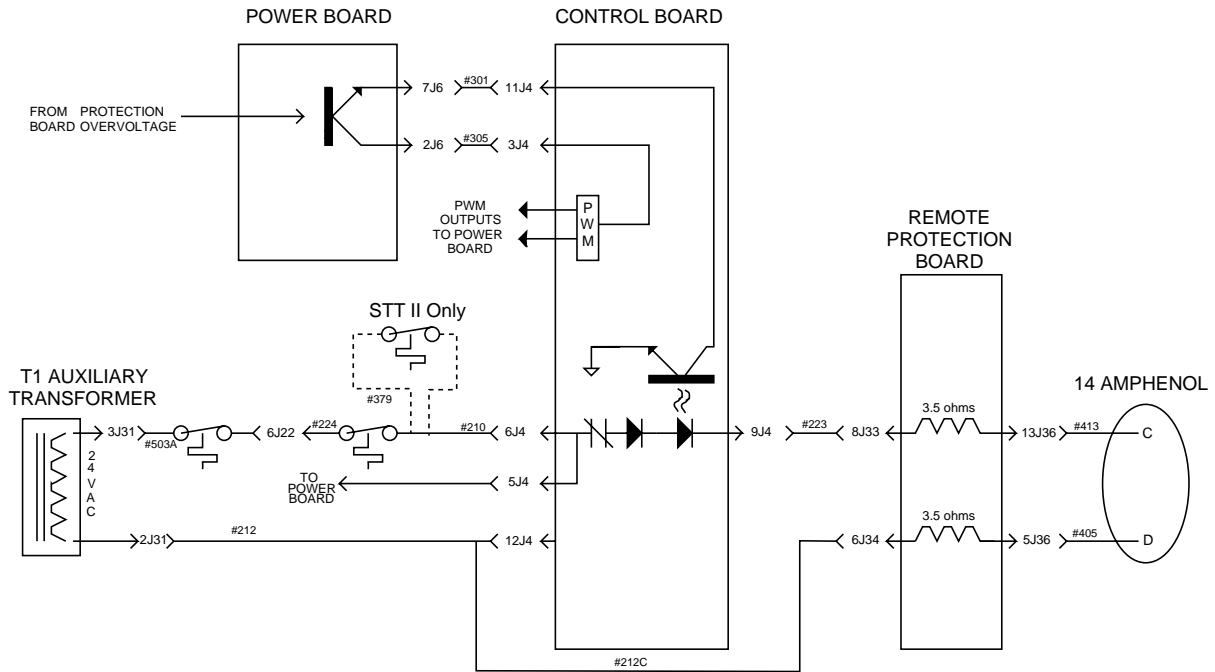 POWER BOARD
CONTROL BOARD
7J6
#301
11J4
FROM PROTECTION
BOARD OVERVOLTAGE
2J6
#305
3J4
PWM
OUTPUTS
TO POWER
BOARD
P
W
M
REMOTE
PROTECTION
BOARD
STT II Only
T1 AUXILIARY
TRANSFORMER
14 AMPHENOL
#379
3J31
#503A
6J22
#224
#210
6J4
9J4
#223
8J33
3.5 ohms
13J36
#413
C
2
4
V
A
C
TO
POWER
BOARD
5J4
2J31
#212
12J4
6J34
3.5 ohms
5J36
#405
D
#212C